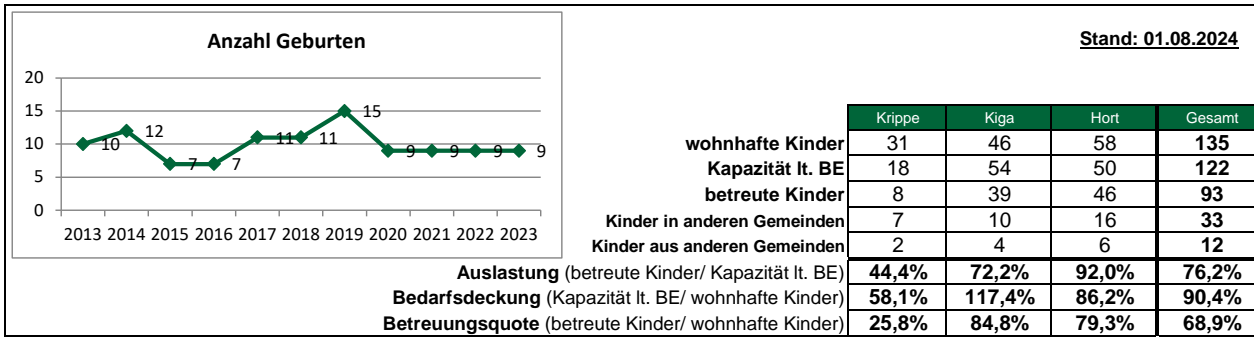 Anzahl Geburten
Stand: 01.08.2024
20
15
10
5
0
10 12 7 7 11 11 15 9 9 9 9
2013 2014 2015 2016 2017 2018 2019 2020 2021 2022 2023
Krippe Kiga Hort Gesamt
wohnhafte Kinder 31 46 58 135
Kapazität lt. BE 18 54 50 122
betreute Kinder 8 39 46 93
Kinder in anderen Gemeinden 7 10 16 33
Kinder aus anderen Gemeinden 2 4 6 12
Auslastung (betreute Kinder/ Kapazität lt. BE) 44,4% 72,2% 92,0% 76,2%
Bedarfsdeckung (Kapazität lt. BE/ wohnhafte Kinder) 58,1% 117,4% 86,2% 90,4%
Betreuungsquote (betreute Kinder/ wohnhafte Kinder) 25,8% 84,8% 79,3% 68,9%